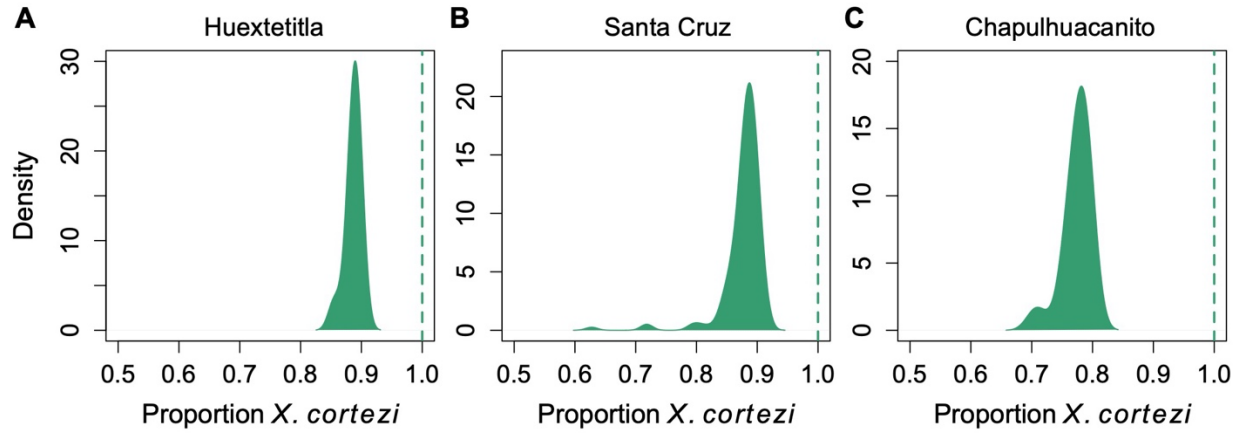 A
Huextetitla
B
Santa Cruz
C
Chapulhuacanito
Density
30
20
10
0
20
15
10
5
0
20
15
10
5
0
0.5 0.6 0.7 0.8 0.9 1.0
0.5 0.6 0.7 0.8 0.9 1.0
0.5 0.6 0.7 0.8 0.9 1.0
Proportion X. cortezi
Proportion X. cortezi
Proportion X. cortezi